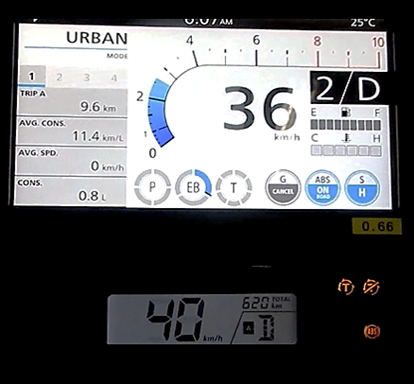 AM 25°C
URBAN
MODE
4 6 8 10
1 2 3 4
2
0
TRIP A
9.6 km
AVG. CONS.
11.4 km/L
AVG. SPD.
0 km/h
CONS.
0.8 L
36
km/h
2/D
E F
C H
P EB T
G
CANCEL
ABS
ON
ROAD
S
H
0.66
40 km/h
620 TOTAL
km
A D
T
ABS